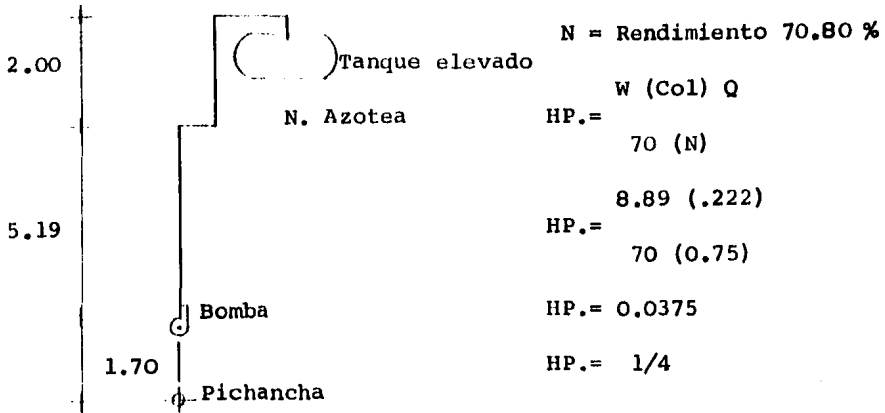 N = Rendimiento 70.80 %
2.00
Tanque elevado
N. Azotea
W (Col) Q
HP.=
70 (N)
8.89 (.222)
5.19
HP.=
70 (0.75)
Bomba
HP.= 0.0375
1.70
HP.= 1/4
Pichancha